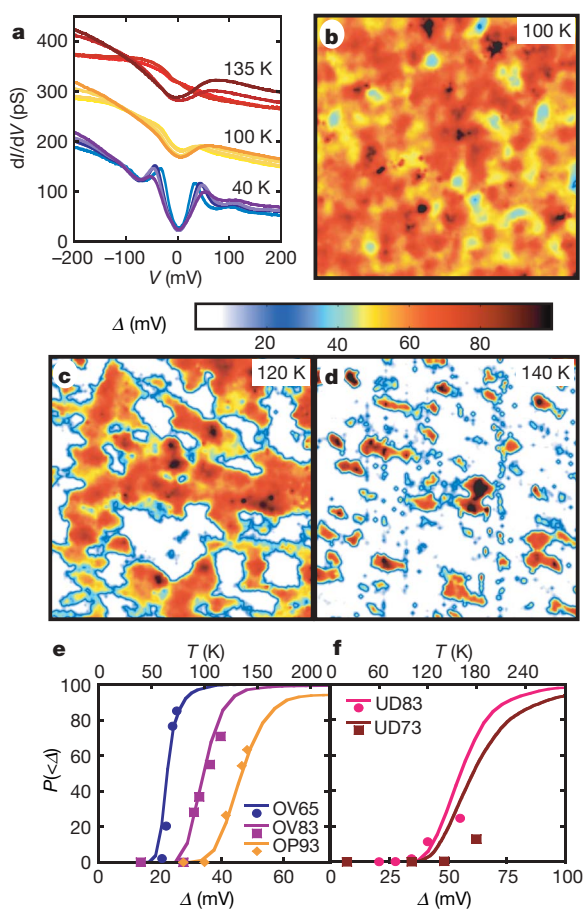 a
400
300
200
100
0
dI/dV (pS)
135 K
100 K
40 K
−200 −100 0 100 200
V (mV)
b
100 K
Δ (mV)
20 40 60 80
c
120 K
d
140 K
e
T (K)
0 50 100 150 200
100
80
60
40
20
0
P(<Δ)
OV65
OV83
OP93
0 20 40 60
Δ (mV)
f
T (K)
0 60 120 180 240
UD83
UD73
0 25 50 75 100
Δ (mV)